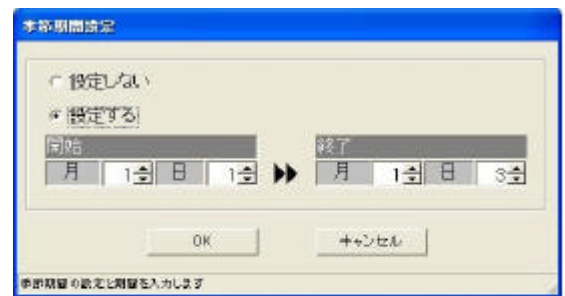 季節期間設定
設定しない
設定する
開始 終了
月 1 日 1 月 1 日 3
OK キャンセル
季節期間の設定と期間を入力します